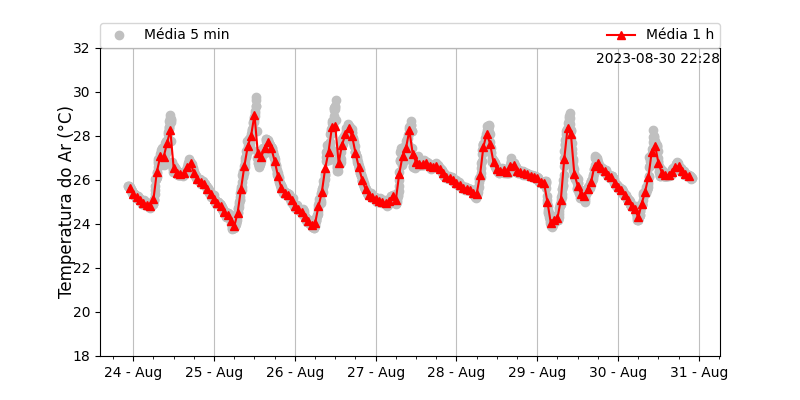 Média 5 min
Média 1 h
2023-08-30 22:28
Temperatura do Ar (°C)
32
30
28
26
24
22
20
18
24 - Aug
25 - Aug
26 - Aug
27 - Aug
28 - Aug
29 - Aug
30 - Aug
31 - Aug